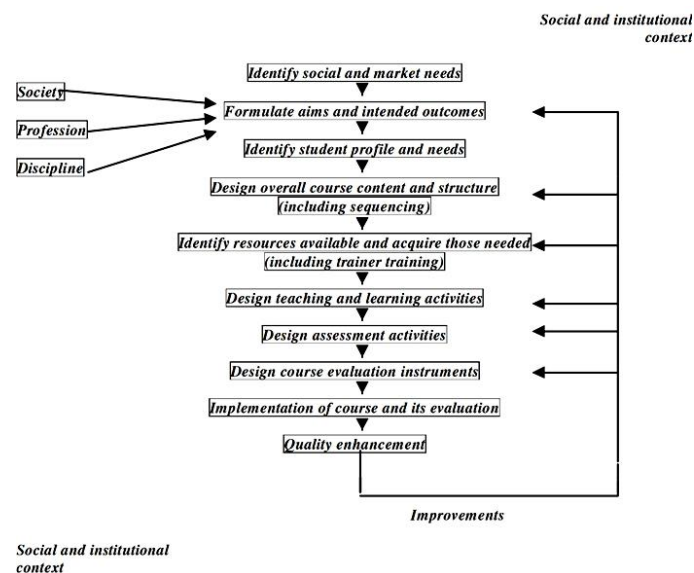 Social and institutional
context
Identify social and market needs
Society
Formulate aims and intended outcomes
Profession
Identify student profile and needs
Discipline
Design overall course content and structure
(including sequencing)
Identify resources available and acquire those needed
(including trainer training)
Design teaching and learning activities
Design assessment activities
Design course evaluation instruments
Implementation of course and its evaluation
Quality enhancement
Improvements
Social and institutional
context